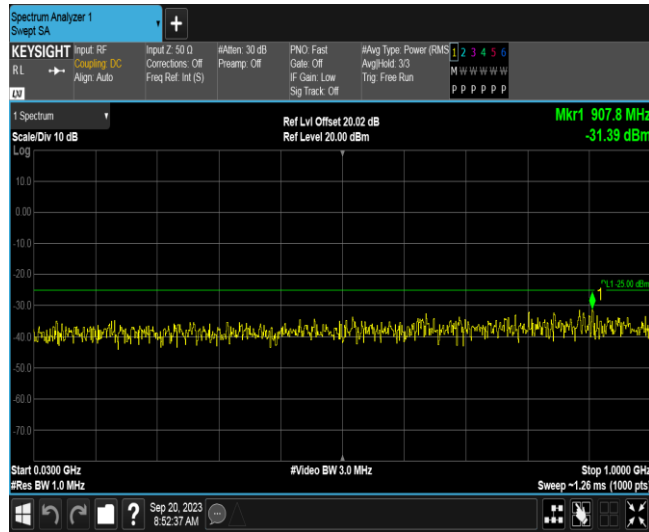 Spectrum Analyzer 1
Swept SA
+
KEYSIGHT
RL
LXI
Input: RF
Coupling: DC
Align: Auto
Input Z: 50 Ω
Corrections: Off
Freq Ref: Int (S)
#Atten: 30 dB
Preamp: Off
PNO: Fast
Gate: Off
IF Gain: Low
Sig Track: Off
#Avg Type: Power (RMS
Avg|Hold: 3/3
Trig: Free Run
1 2 3 4 5 6
M W W W W W
P P P P P P
1 Spectrum
Scale/Div 10 dB
Log
Ref Lvl Offset 20.02 dB
Ref Level 20.00 dBm
Mkr1 907.8 MHz
-31.39 dBm
10.0
0.00
-10.0
-20.0
DL1 -25.00 dBm
1
-30.0
-40.0
-50.0
-60.0
-70.0
Start 0.0300 GHz
#Res BW 1.0 MHz
#Video BW 3.0 MHz
Stop 1.0000 GHz
Sweep ~1.26 ms (1000 pts)
?
Sep 20, 2023
8:52:37 AM